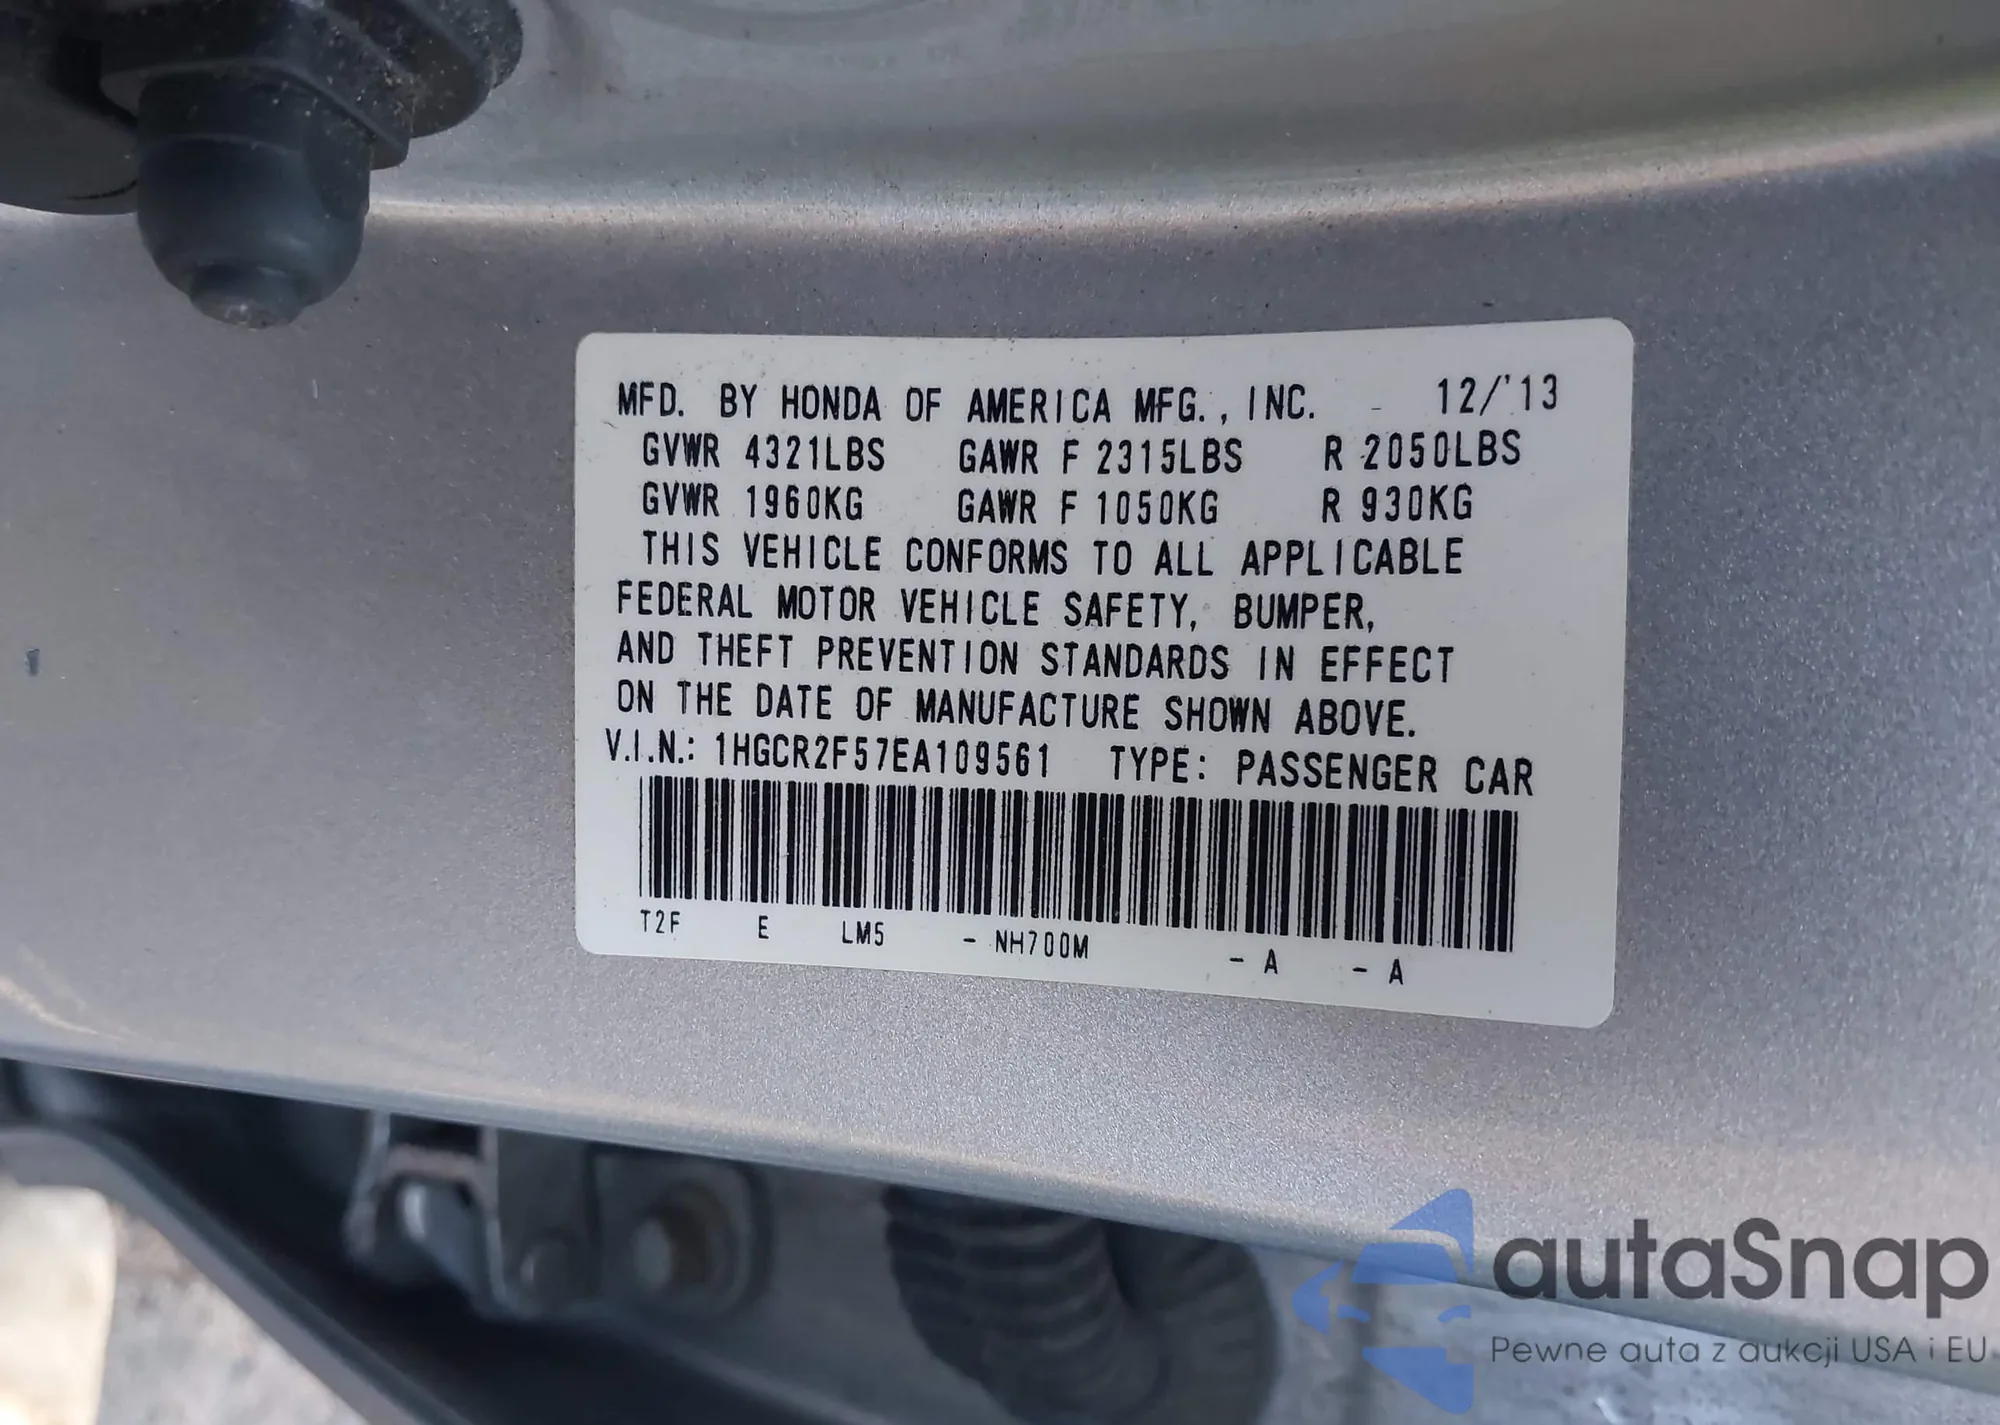 MFD. BY HONDA OF AMERICA MFG., INC. - 12/'13
GVWR 4321LBS GAWR F 2315LBS R 2050LBS
GVWR 1960KG GAWR F 1050KG R 930KG
THIS VEHICLE CONFORMS TO ALL APPLICABLE
FEDERAL MOTOR VEHICLE SAFETY, BUMPER,
AND THEFT PREVENTION STANDARDS IN EFFECT
ON THE DATE OF MANUFACTURE SHOWN ABOVE.
V.I.N.: 1HGCR2F57EA109561 TYPE: PASSENGER CAR
T2F E LM5 - NH700M - A - A
autaSnap
Pewne auta z aukcji USA i EU